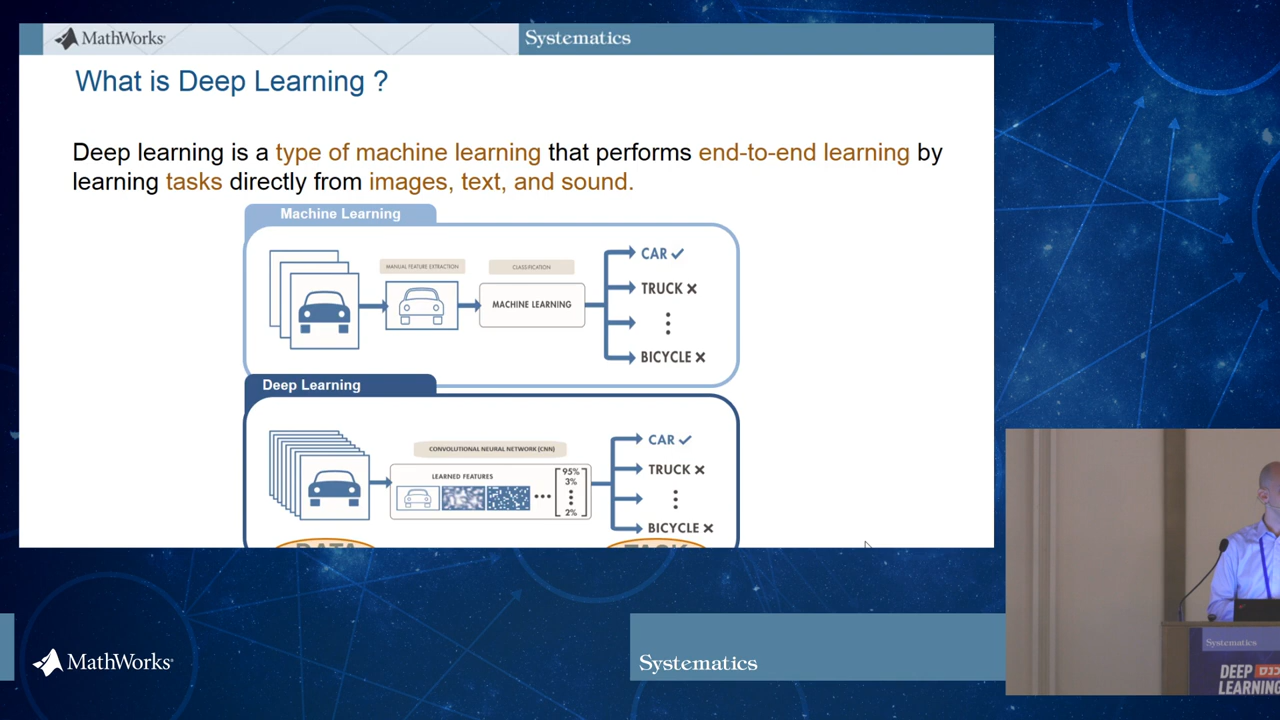 MathWorks
Systematics
What is Deep Learning ?
Deep learning is a type of machine learning that performs end-to-end learning by
learning tasks directly from images, text, and sound.
Machine Learning
MANUAL FEATURE EXTRACTION
CLASSIFICATION
MACHINE LEARNING
CAR
TRUCK
BICYCLE
Deep Learning
CONVOLUTIONAL NEURAL NETWORK (CNN)
LEARNED FEATURES
95%
3%
2%
CAR
TRUCK
BICYCLE
DATA
TASK
MathWorks
Systematics
Systematics
DEEP כנס
LEARNING